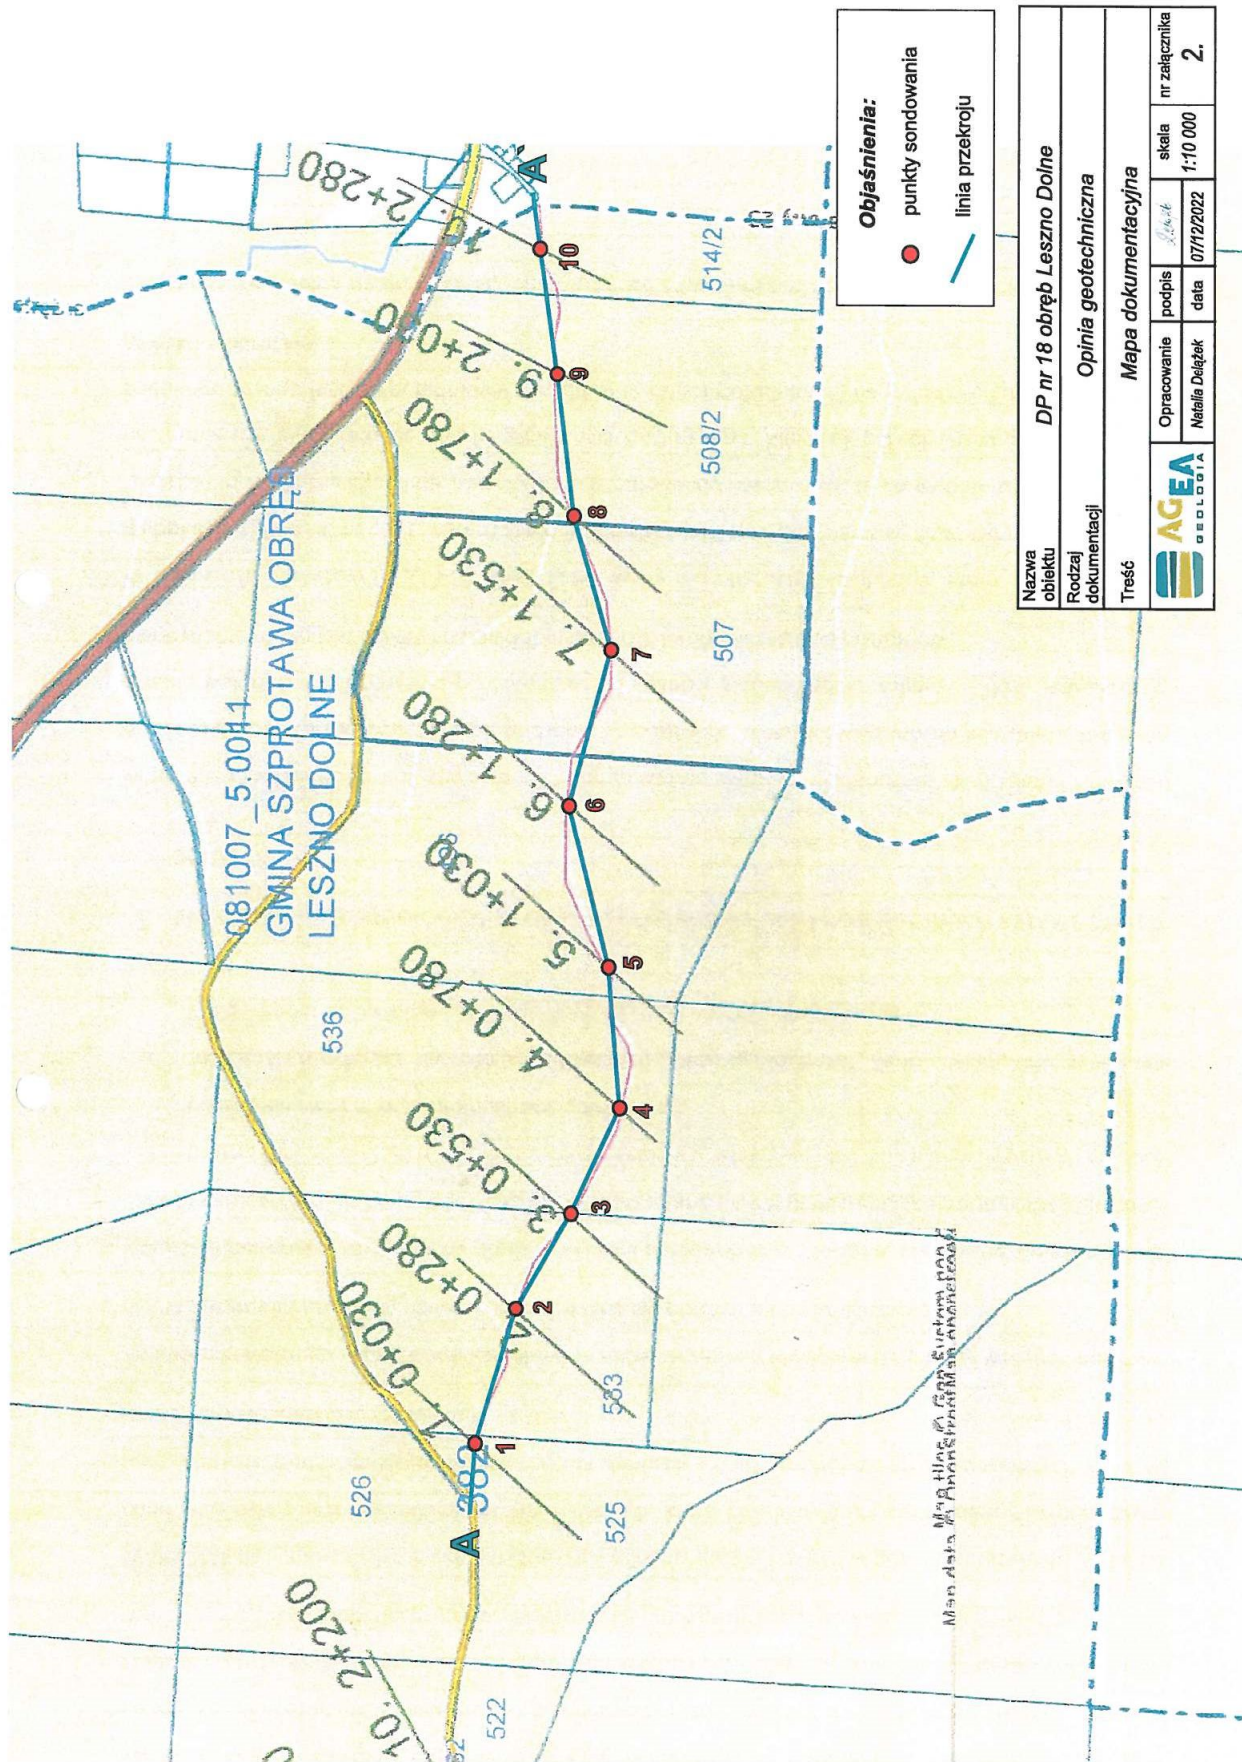 081007_5.0011
GMINA SZPROTAWA OBRĘB
LESZNO DOLNE
10. 2+200
1. 0+030
2. 0+280
3. 0+530
4. 0+780
5. 1+030
6. 1+280
7. 1+530
8. 1+780
9. 2+0
10. 2+280
A
1
2
3
4
5
6
7
8
9
10
A
522
526
382
525
533
536
507
508/2
514/2
Objaśnienia:
punkty sondowania
linia przekroju
Nazwa obiektu DP nr 18 obręb Leszno Dolne
Rodzaj dokumentacji Opinia geotechniczna
Treść Mapa dokumentacyjna
AGEA GEOLOGIA
Opracowanie podpis skala nr załącznika
Natalia Delążek data 07/12/2022 1:10 000 2.